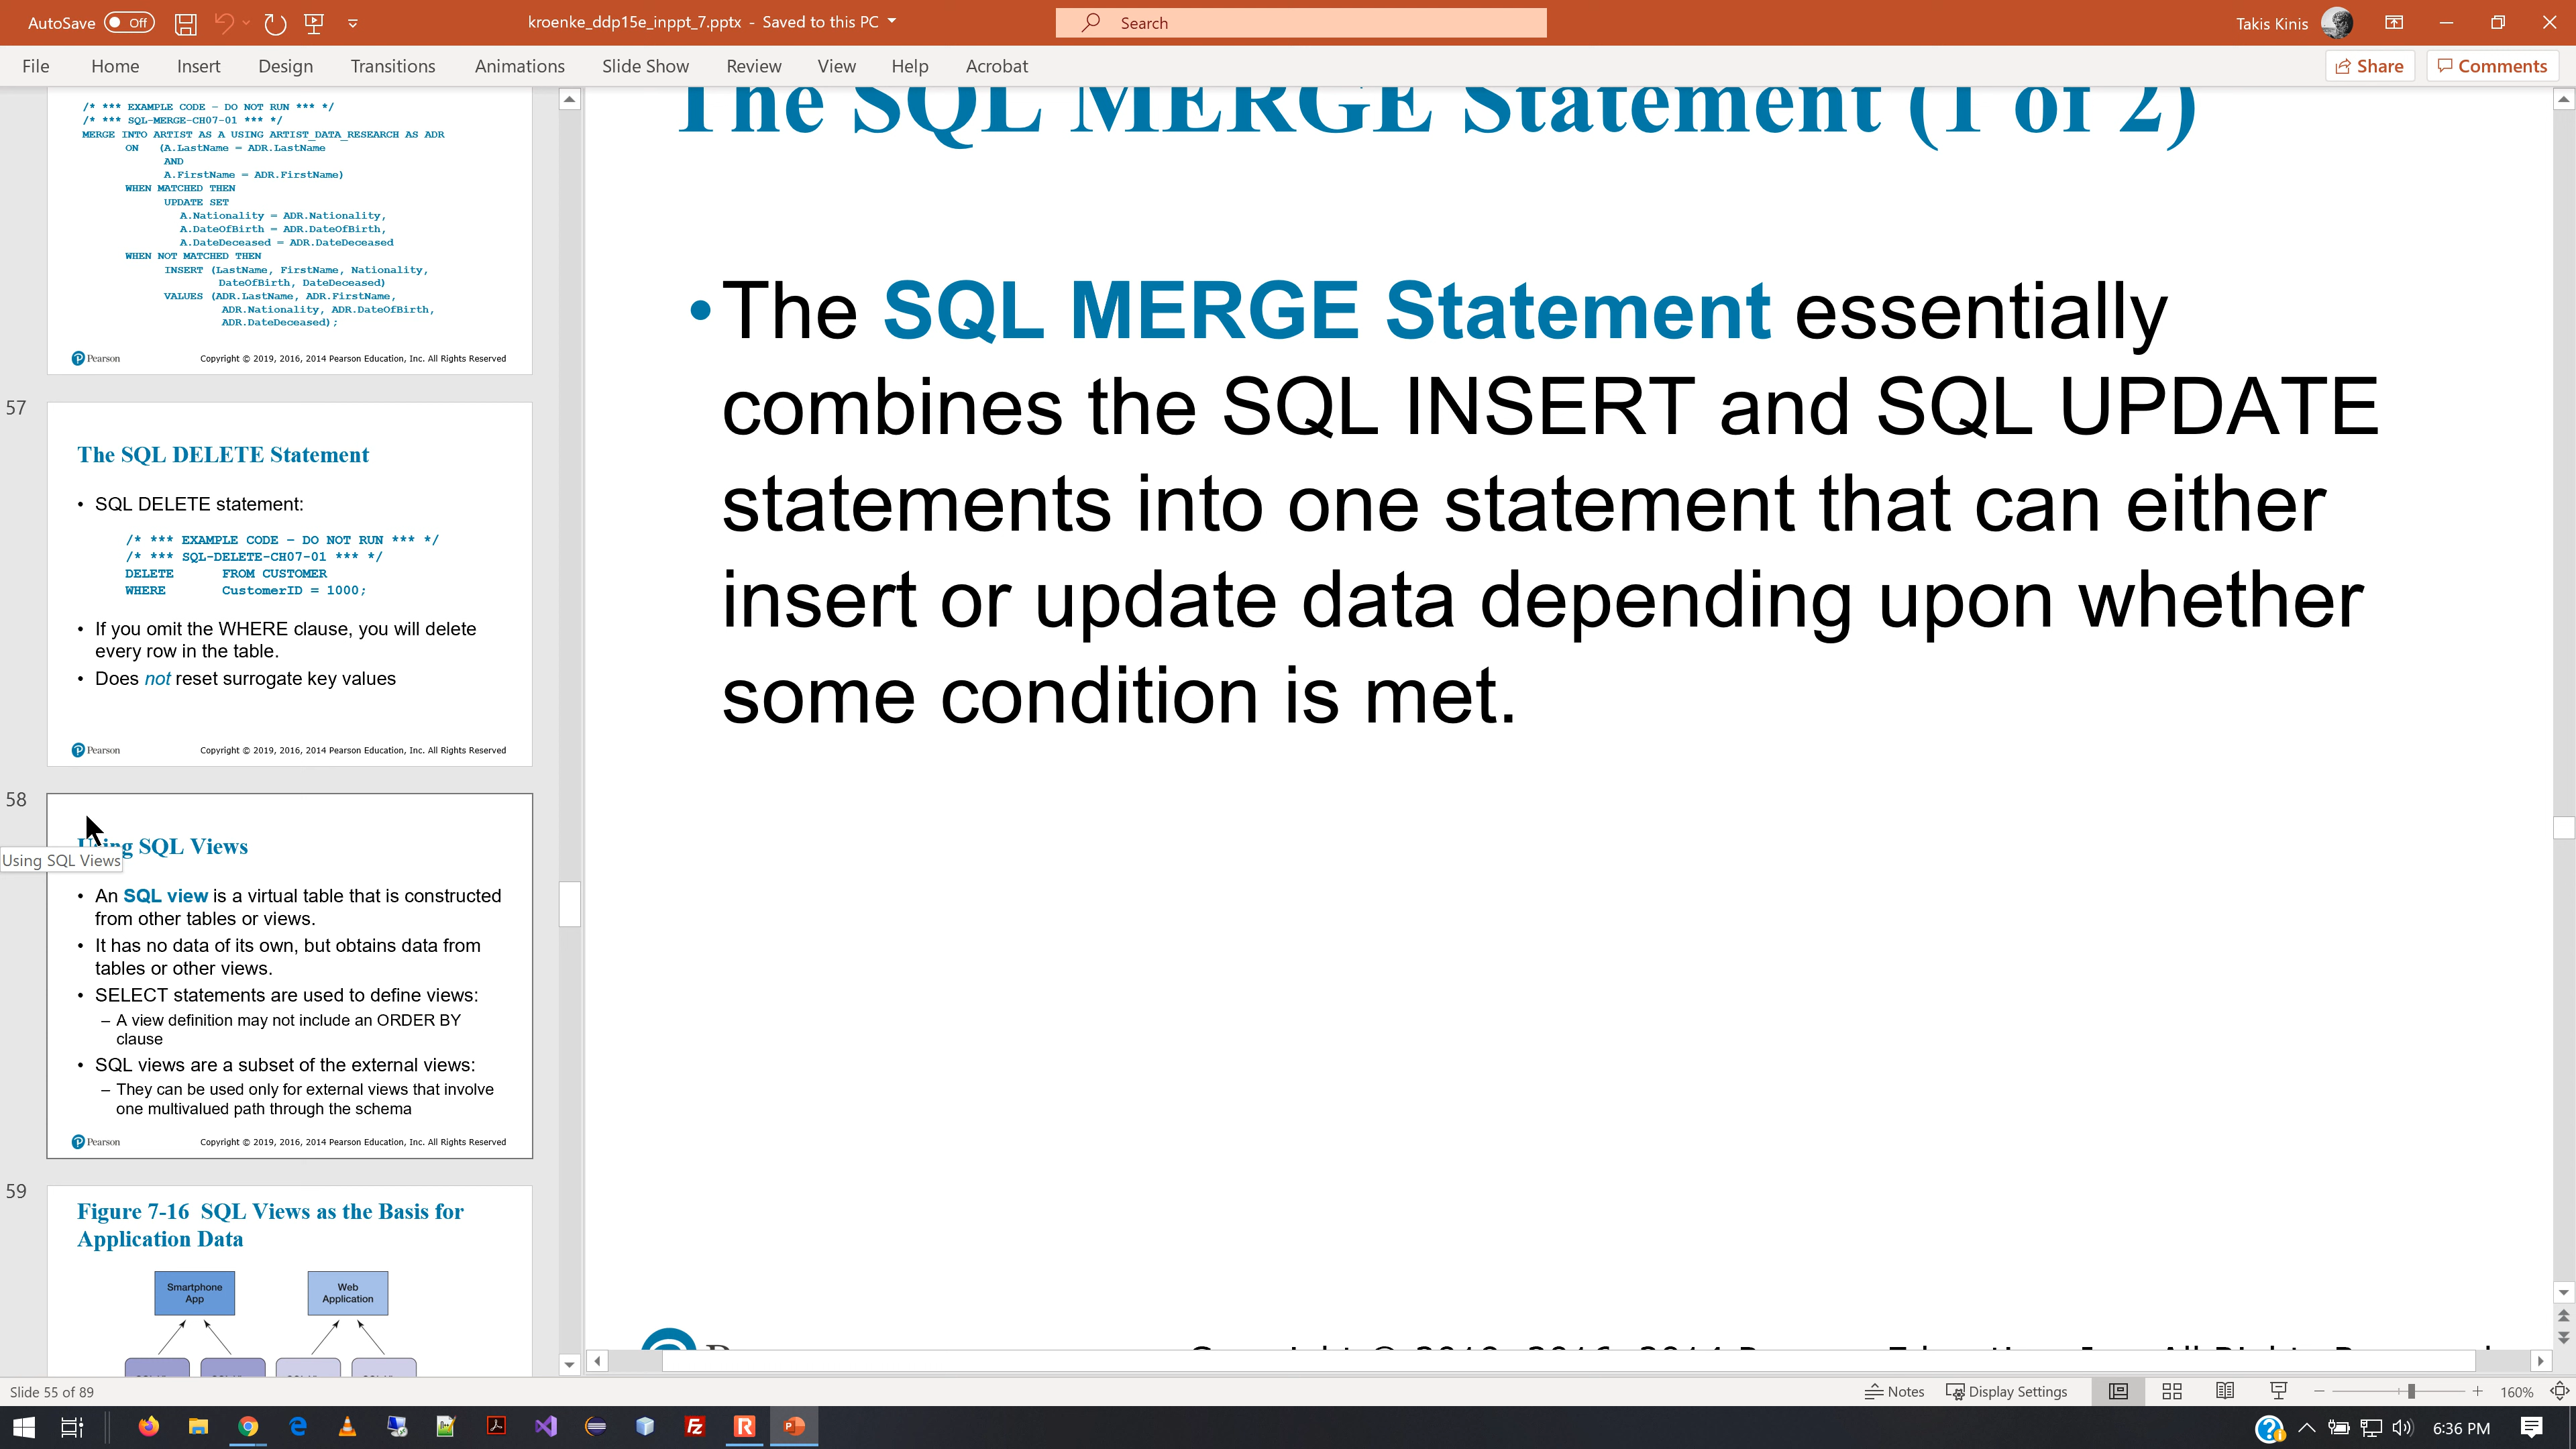 AutoSave Off kroenke_ddp15e_inppt_7.pptx - Saved to this PC Search Takis Kinis
File Home Insert Design Transitions Animations Slide Show Review View Help Acrobat Share Comments
/* *** EXAMPLE CODE – DO NOT RUN *** */
/* *** SQL-MERGE-CH07-01 *** */
MERGE INTO ARTIST AS A USING ARTIST_DATA_RESEARCH AS ADR
ON (A.LastName = ADR.LastName
AND
A.FirstName = ADR.FirstName)
WHEN MATCHED THEN
UPDATE SET
A.Nationality = ADR.Nationality,
A.DateOfBirth = ADR.DateOfBirth,
A.DateDeceased = ADR.DateDeceased
WHEN NOT MATCHED THEN
INSERT (LastName, FirstName, Nationality,
DateOfBirth, DateDeceased)
VALUES (ADR.LastName, ADR.FirstName,
ADR.Nationality, ADR.DateOfBirth,
ADR.DateDeceased);
Pearson Copyright © 2019, 2016, 2014 Pearson Education, Inc. All Rights Reserved
57
The SQL DELETE Statement
• SQL DELETE statement:
/* *** EXAMPLE CODE – DO NOT RUN *** */
/* *** SQL-DELETE-CH07-01 *** */
DELETE FROM CUSTOMER
WHERE CustomerID = 1000;
• If you omit the WHERE clause, you will delete
every row in the table.
• Does not reset surrogate key values
Pearson Copyright © 2019, 2016, 2014 Pearson Education, Inc. All Rights Reserved
58
Using SQL Views
Using SQL Views
• An SQL view is a virtual table that is constructed
from other tables or views.
• It has no data of its own, but obtains data from
tables or other views.
• SELECT statements are used to define views:
– A view definition may not include an ORDER BY
clause
• SQL views are a subset of the external views:
– They can be used only for external views that involve
one multivalued path through the schema
Pearson Copyright © 2019, 2016, 2014 Pearson Education, Inc. All Rights Reserved
59
Figure 7-16 SQL Views as the Basis for
Application Data
Smartphone
App
Web
Application
The SQL MERGE Statement (1 of 2)
• The SQL MERGE Statement essentially
combines the SQL INSERT and SQL UPDATE
statements into one statement that can either
insert or update data depending upon whether
some condition is met.
Slide 55 of 89 Notes Display Settings 160%
6:36 PM